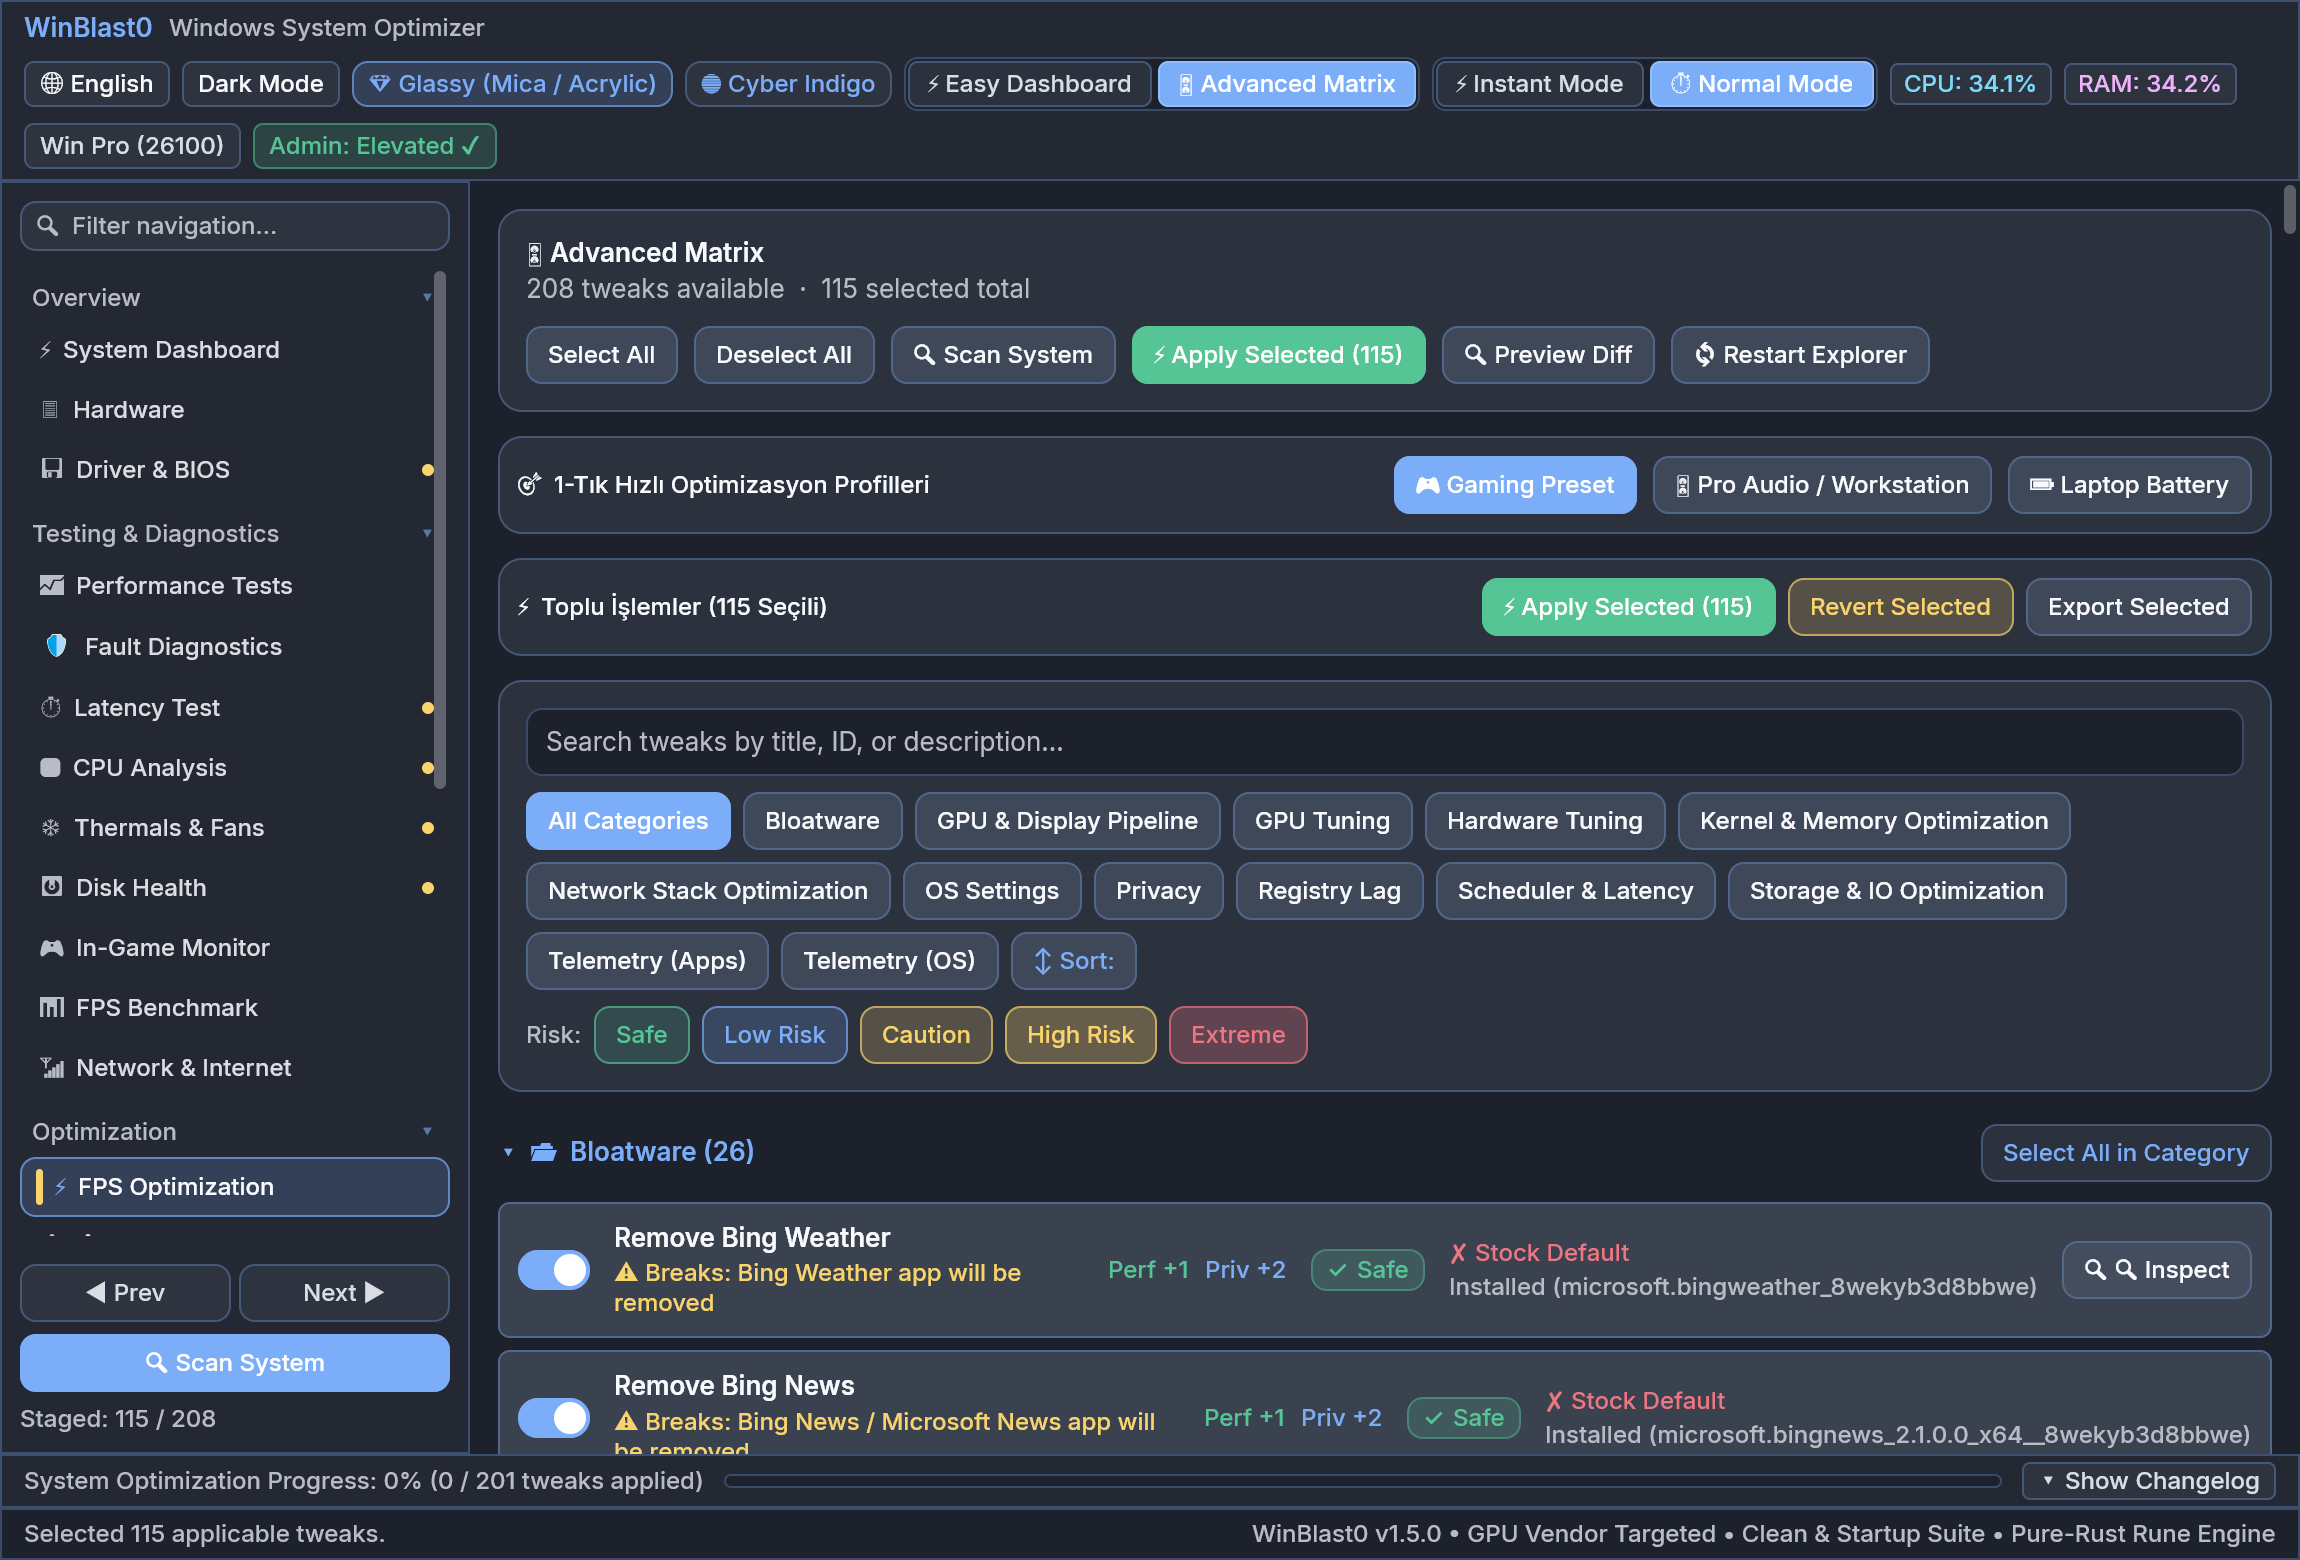 WinBlast0 Windows System Optimizer
English Dark Mode Glassy (Mica / Acrylic) Cyber Indigo Easy Dashboard Advanced Matrix Instant Mode Normal Mode CPU: 34.1% RAM: 34.2%
Win Pro (26100) Admin: Elevated ✓
Filter navigation...
Overview
System Dashboard
Hardware
Driver & BIOS
Testing & Diagnostics
Performance Tests
Fault Diagnostics
Latency Test
CPU Analysis
Thermals & Fans
Disk Health
In-Game Monitor
FPS Benchmark
Network & Internet
Optimization
FPS Optimization
Prev Next
Scan System
Staged: 115 / 208
Advanced Matrix
208 tweaks available · 115 selected total
Select All Deselect All Scan System Apply Selected (115) Preview Diff Restart Explorer
1-Tık Hızlı Optimizasyon Profilleri Gaming Preset Pro Audio / Workstation Laptop Battery
Toplu İşlemler (115 Seçili) Apply Selected (115) Revert Selected Export Selected
Search tweaks by title, ID, or description...
All Categories Bloatware GPU & Display Pipeline GPU Tuning Hardware Tuning Kernel & Memory Optimization
Network Stack Optimization OS Settings Privacy Registry Lag Scheduler & Latency Storage & IO Optimization
Telemetry (Apps) Telemetry (OS) Sort:
Risk: Safe Low Risk Caution High Risk Extreme
Bloatware (26) Select All in Category
Remove Bing Weather
Breaks: Bing Weather app will be
removed
Perf +1 Priv +2 ✓ Safe
✗ Stock Default
Installed (microsoft.bingweather_8wekyb3d8bbwe)
Inspect
Remove Bing News
Breaks: Bing News / Microsoft News app will
be removed
Perf +1 Priv +2 ✓ Safe
✗ Stock Default
Installed (microsoft.bingnews_2.1.0.0_x64__8wekyb3d8bbwe)
System Optimization Progress: 0% (0 / 201 tweaks applied) Show Changelog
Selected 115 applicable tweaks. WinBlast0 v1.5.0 • GPU Vendor Targeted • Clean & Startup Suite • Pure-Rust Rune Engine